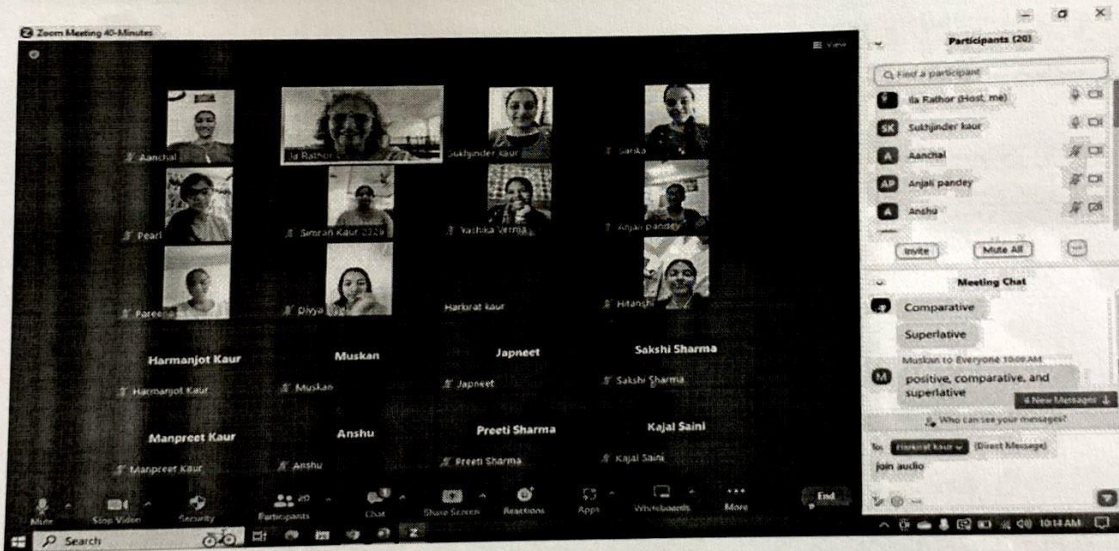 Zoom Meeting 40-Minutes
View
Aanchal
Ila Rathor
Sukhjinder kaur
Sarika
Pearl
Simran Kaur 2329
Yashika Verma
Anjali pandey
Divya
Harkirat kaur
Hitanshi
Harmanjot Kaur
Muskan
Japneet
Sakshi Sharma
Harmanjot Kaur
Muskan
Japneet
Sakshi Sharma
Manpreet Kaur
Anshu
Preeti Sharma
Kajal Saini
Manpreet Kaur
Anshu
Preeti Sharma
Kajal Saini
Mute
Stop Video
Security
Participants
20
Chat
Share Screen
Reactions
Apps
Whiteboards
More
End
Participants (20)
Find a participant
Ila Rathor (Host, me)
SK Sukhjinder kaur
A Aanchal
AP Anjali pandey
A Anshu
Invite
Mute All
Meeting Chat
Comparative
Superlative
Muskan to Everyone 10:09 AM
M
positive, comparative, and
superlative
4 New Messages
Who can see your messages?
To: Harkirat kaur (Direct Message)
join audio
Search
10:14 AM